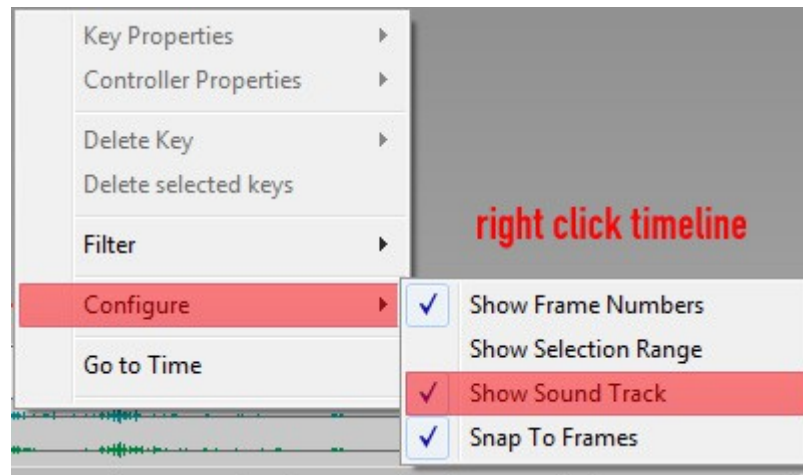 Key Properties
Controller Properties
Delete Key
Delete selected keys
Filter
right click timeline
Configure
Show Frame Numbers
Show Selection Range
Go to Time
Show Sound Track
Snap To Frames